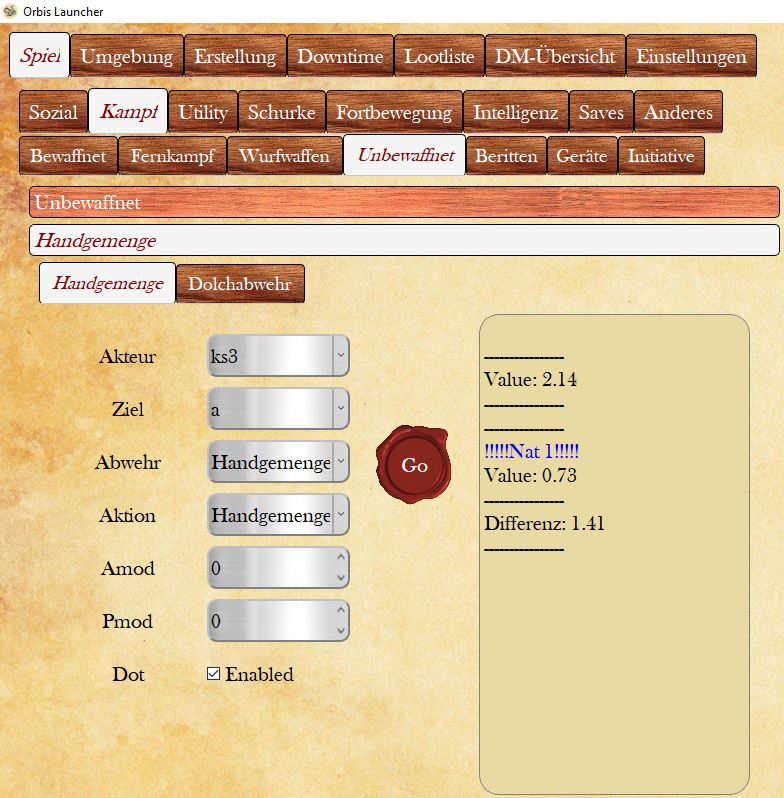 Orbis Launcher
Spiel Umgebung Erstellung Downtime Lootliste DM-Übersicht Einstellungen
Sozial Kampf Utility Schurke Fortbewegung Intelligenz Saves Anderes
Bewaffnet Fernkampf Wurfwaffen Unbewaffnet Beritten Geräte Initiative
Unbewaffnet
Handgemenge
Handgemenge Dolchabwehr
Akteur ks3
Ziel a
Abwehr Handgemenge
Aktion Handgemenge
Amod 0
Pmod 0
Dot Enabled
Go
----------------
Value: 2.14
----------------
----------------
!!!!!Nat 1!!!!!
Value: 0.73
----------------
Differenz: 1.41
----------------